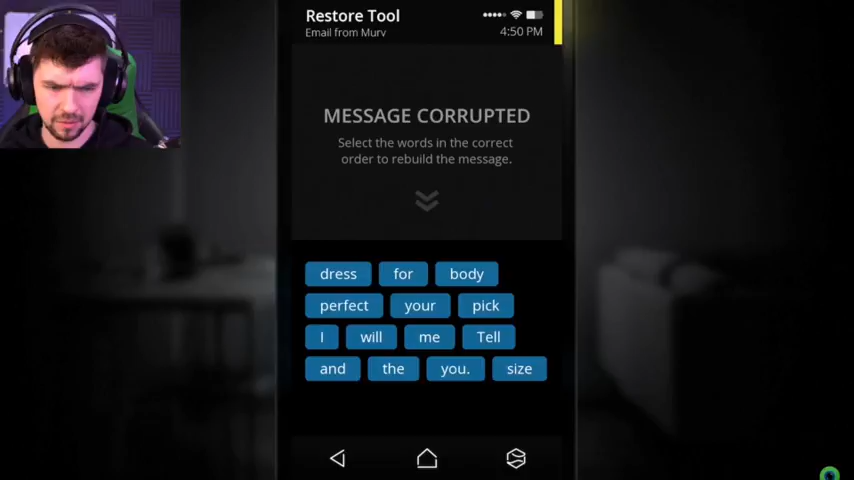 Restore Tool
Email from Murv
4:50 PM
MESSAGE CORRUPTED
Select the words in the correct
order to rebuild the message.
dress for body
perfect your pick
I will me Tell
and the you. size